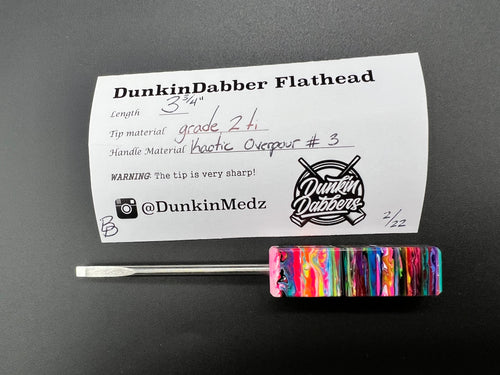 DunkinDabber Flathead
Length 3 3/4"
Tip material grade 2 ti
Handle Material Kaotic Overpour # 3
WARNING: The tip is very sharp!
@DunkinMedz
Dunkin
Dabbers
2/22